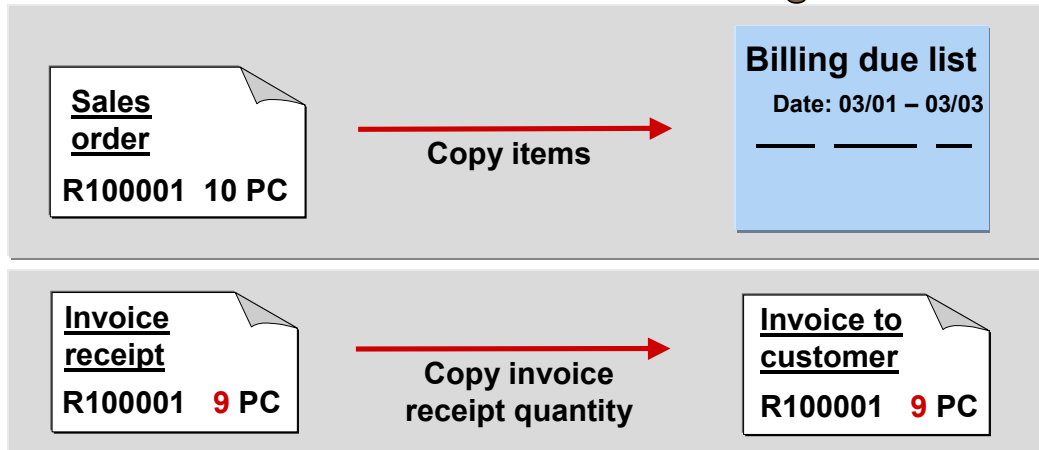 Sales
order
R100001 10 PC
Copy items
Billing due list
Date: 03/01 – 03/03
Invoice
receipt
R100001 9 PC
Copy invoice
receipt quantity
Invoice to
customer
R100001 9 PC